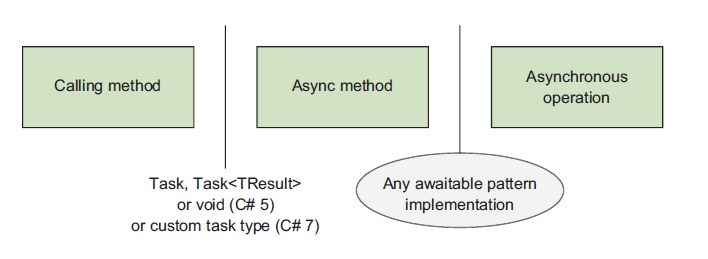 Calling method
Async method
Asynchronous
operation
Task, Task<TResult>
or void (C# 5)
or custom task type (C# 7)
Any awaitable pattern
implementation